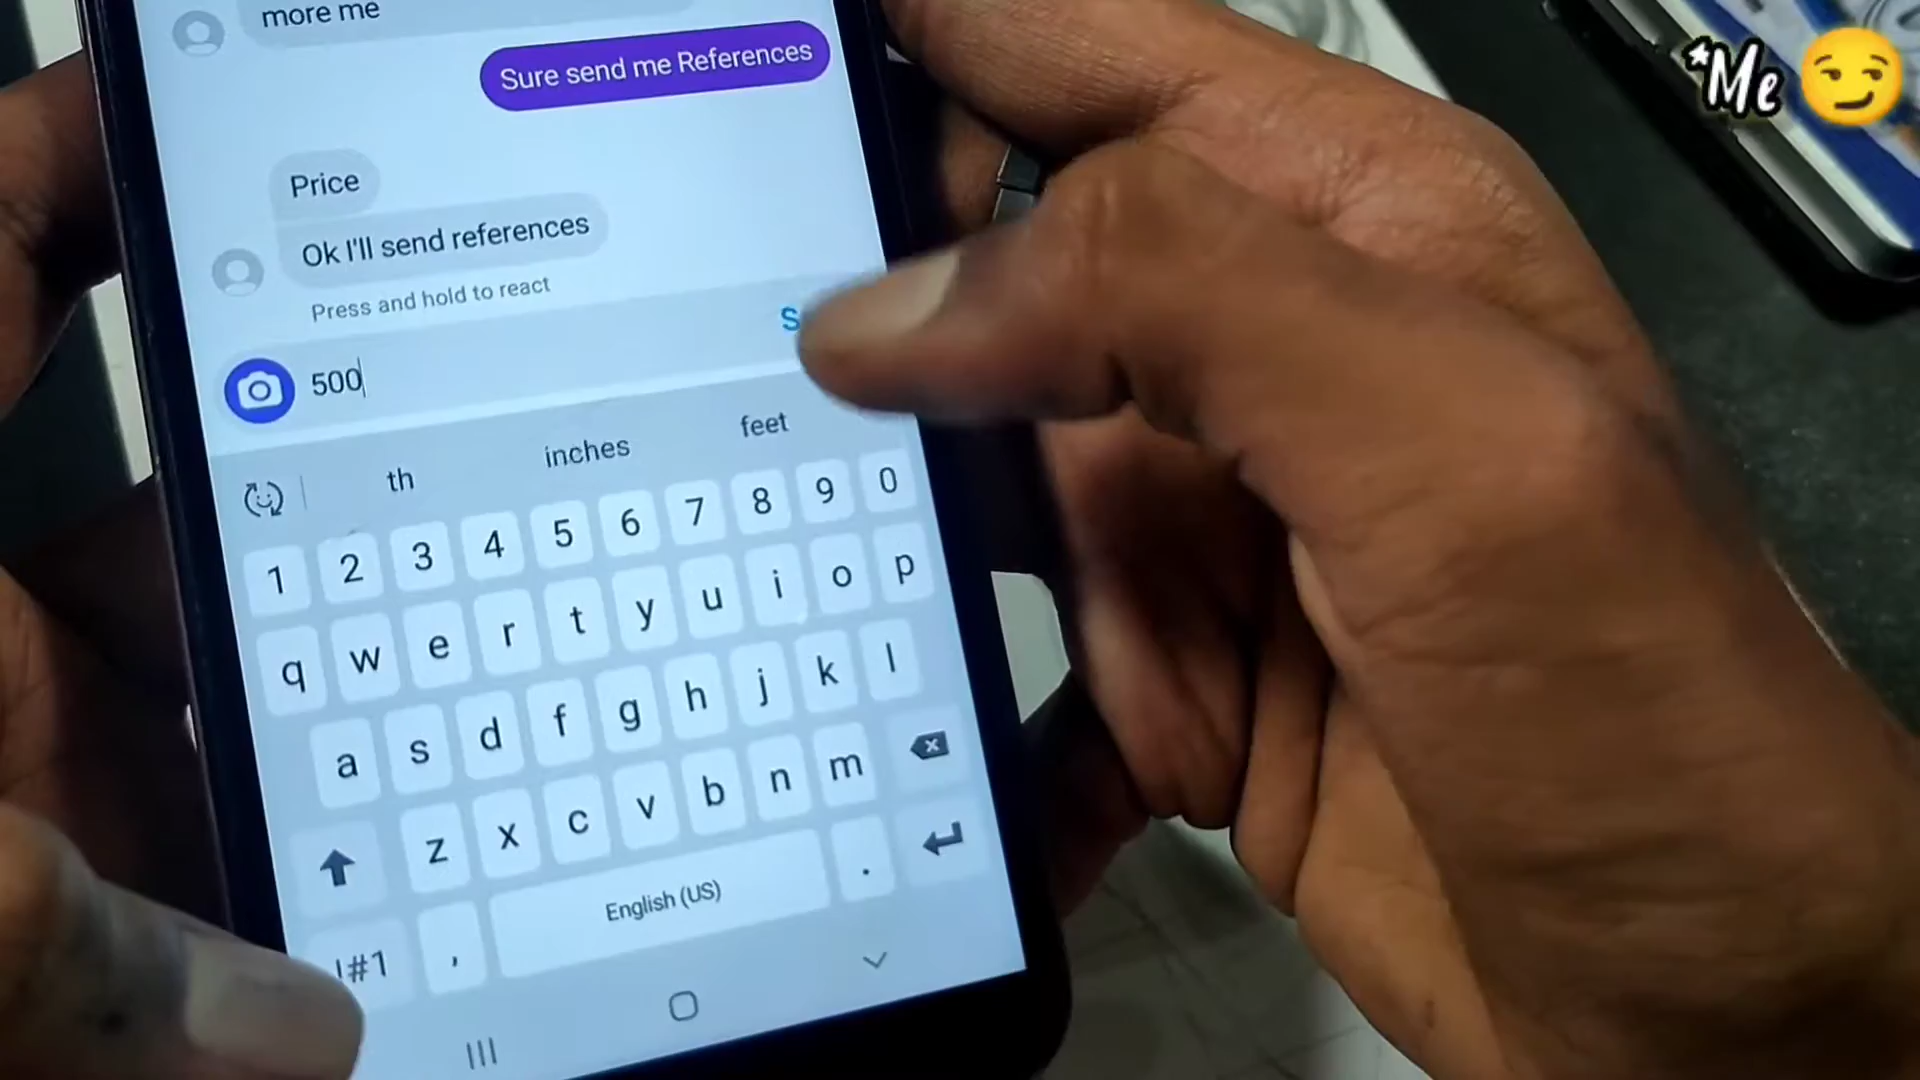 more me
*Me
Sure send me References
Price
Ok I'll send references
Press and hold to react
500
th inches feet
1 2 3 4 5 6 7 8 9 0
q w e r t y u i o p
a s d f g h j k l
z x c v b n m
!#1 , English (US) .